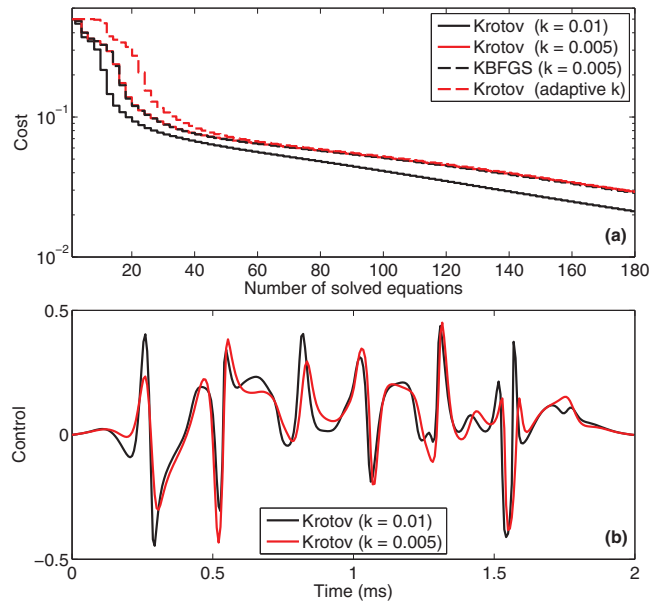 Krotov (k = 0.01)
Krotov (k = 0.005)
KBFGS (k = 0.005)
Krotov (adaptive k)
Cost
10⁻¹
10⁻²
(a)
20 40 60 80 100 120 140 160 180
Number of solved equations
0.5
0
−0.5
Control
Krotov (k = 0.01)
Krotov (k = 0.005)
(b)
0 0.5 1 1.5 2
Time (ms)